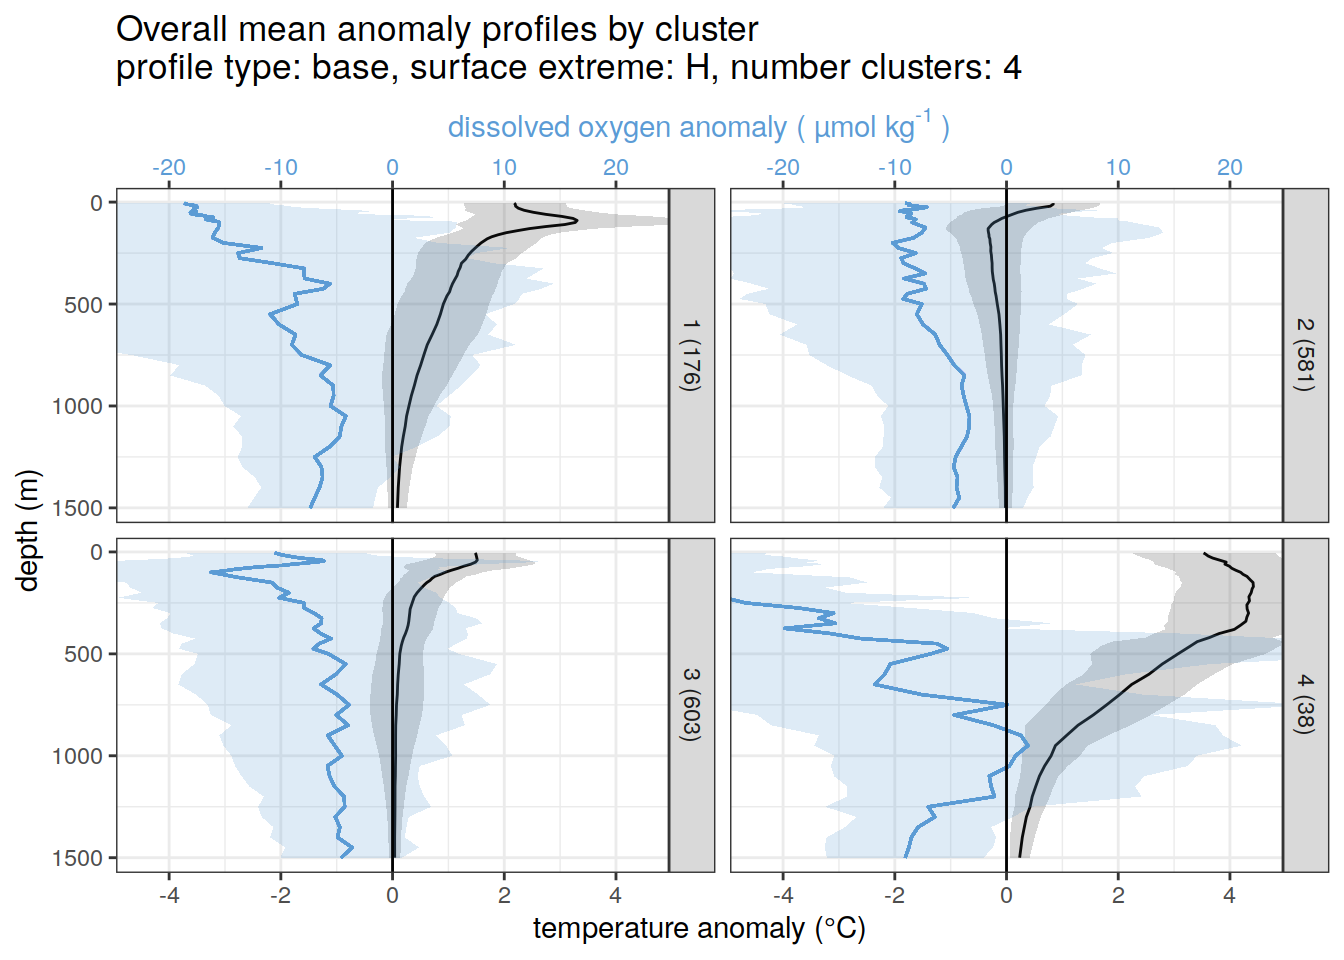 Overall mean anomaly profiles by cluster
profile type: base, surface extreme: H, number clusters: 4
dissolved oxygen anomaly ( µmol kg⁻¹ )
-20 -10 0 10 20 -20 -10 0 10 20
0
500
1000
1500
1 (176)
2 (581)
depth (m)
0
500
1000
1500
3 (603)
4 (38)
-4 -2 0 2 4 -4 -2 0 2 4
temperature anomaly (°C)